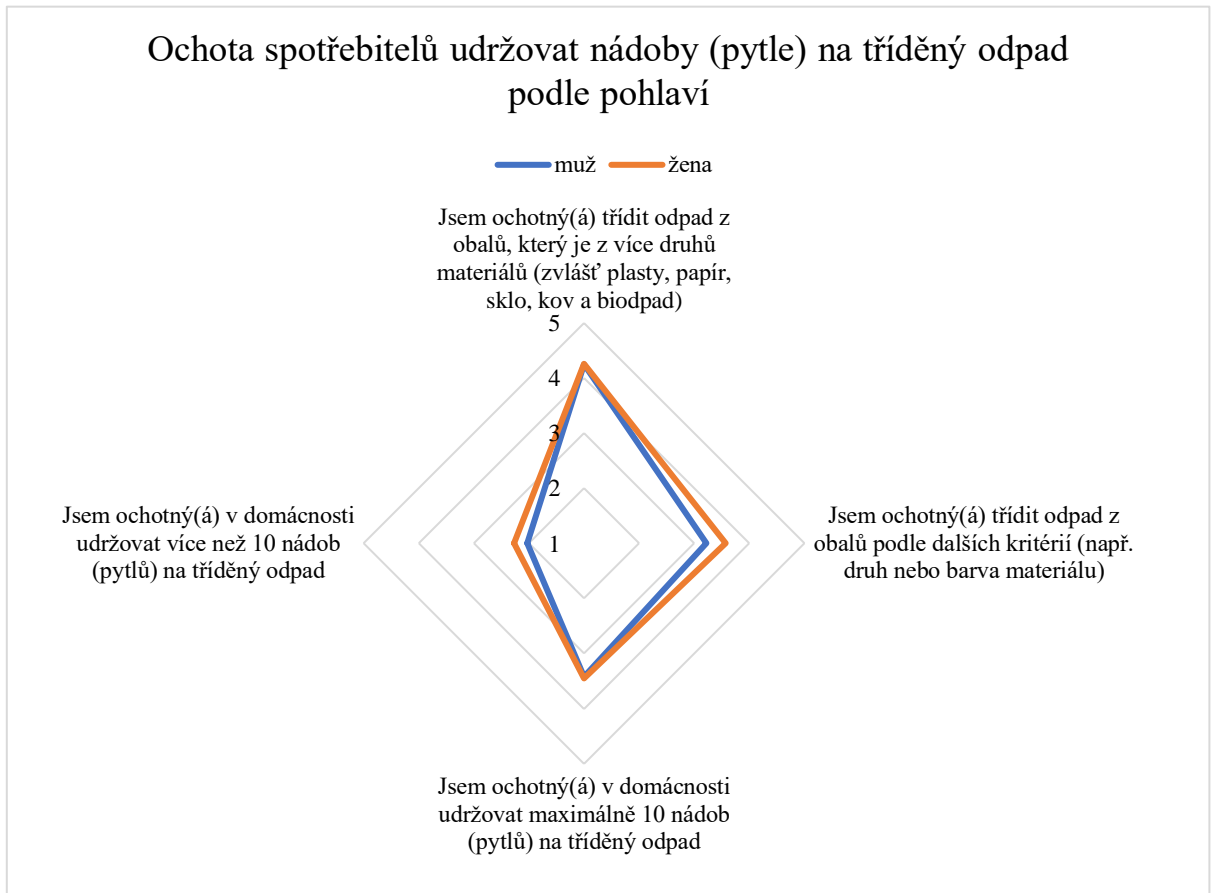 Ochota spotřebitelů udržovat nádoby (pytle) na tříděný odpad
podle pohlaví
muž žena
Jsem ochotný(á) třídit odpad z
obalů, který je z více druhů
materiálů (zvlášť plasty, papír,
sklo, kov a biodpad)
5
4
3
2
1
Jsem ochotný(á) třídit odpad z
obalů podle dalších kritérií (např.
druh nebo barva materiálu)
Jsem ochotný(á) v domácnosti
udržovat maximálně 10 nádob
(pytlů) na tříděný odpad
Jsem ochotný(á) v domácnosti
udržovat více než 10 nádob
(pytlů) na tříděný odpad